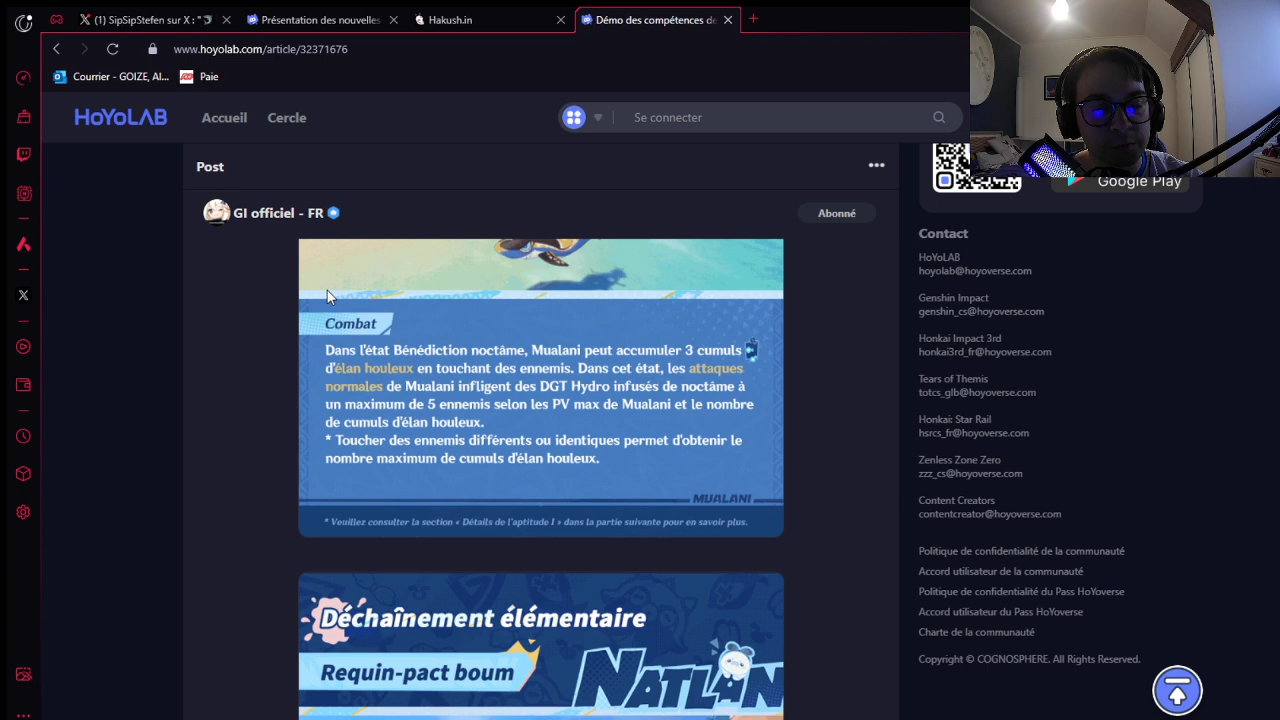 (1) SipSipStefen sur X : "
Présentation des nouvelles
Hakush.in
Démo des compétences de
www.hoyolab.com/article/32371676
Courrier - GOIZE, Al...
Paie
HoYoLAB
Accueil
Cercle
Se connecter
Post
GI officiel - FR
Abonné
Combat
Dans l'état Bénédiction noctâme, Mualani peut accumuler 3 cumuls
d'élan houleux en touchant des ennemis. Dans cet état, les attaques
normales de Mualani infligent des DGT Hydro infusés de noctâme à
un maximum de 5 ennemis selon les PV max de Mualani et le nombre
de cumuls d'élan houleux.
* Toucher des ennemis différents ou identiques permet d'obtenir le
nombre maximum de cumuls d'élan houleux.
MUALANI
* Veuillez consulter la section « Détails de l'aptitude I » dans la partie suivante pour en savoir plus.
Déchaînement élémentaire
Requin-pact boum
NATLAN
Google Play
Contact
HoYoLAB
hoyolab@hoyoverse.com
Genshin Impact
genshin_cs@hoyoverse.com
Honkai Impact 3rd
honkai3rd_fr@hoyoverse.com
Tears of Themis
totcs_glb@hoyoverse.com
Honkai: Star Rail
hsrcs_fr@hoyoverse.com
Zenless Zone Zero
zzz_cs@hoyoverse.com
Content Creators
contentcreator@hoyoverse.com
Politique de confidentialité de la communauté
Accord utilisateur de la communauté
Politique de confidentialité du Pass HoYoverse
Accord utilisateur du Pass HoYoverse
Charte de la communauté
Copyright © COGNOSPHERE. All Rights Reserved.